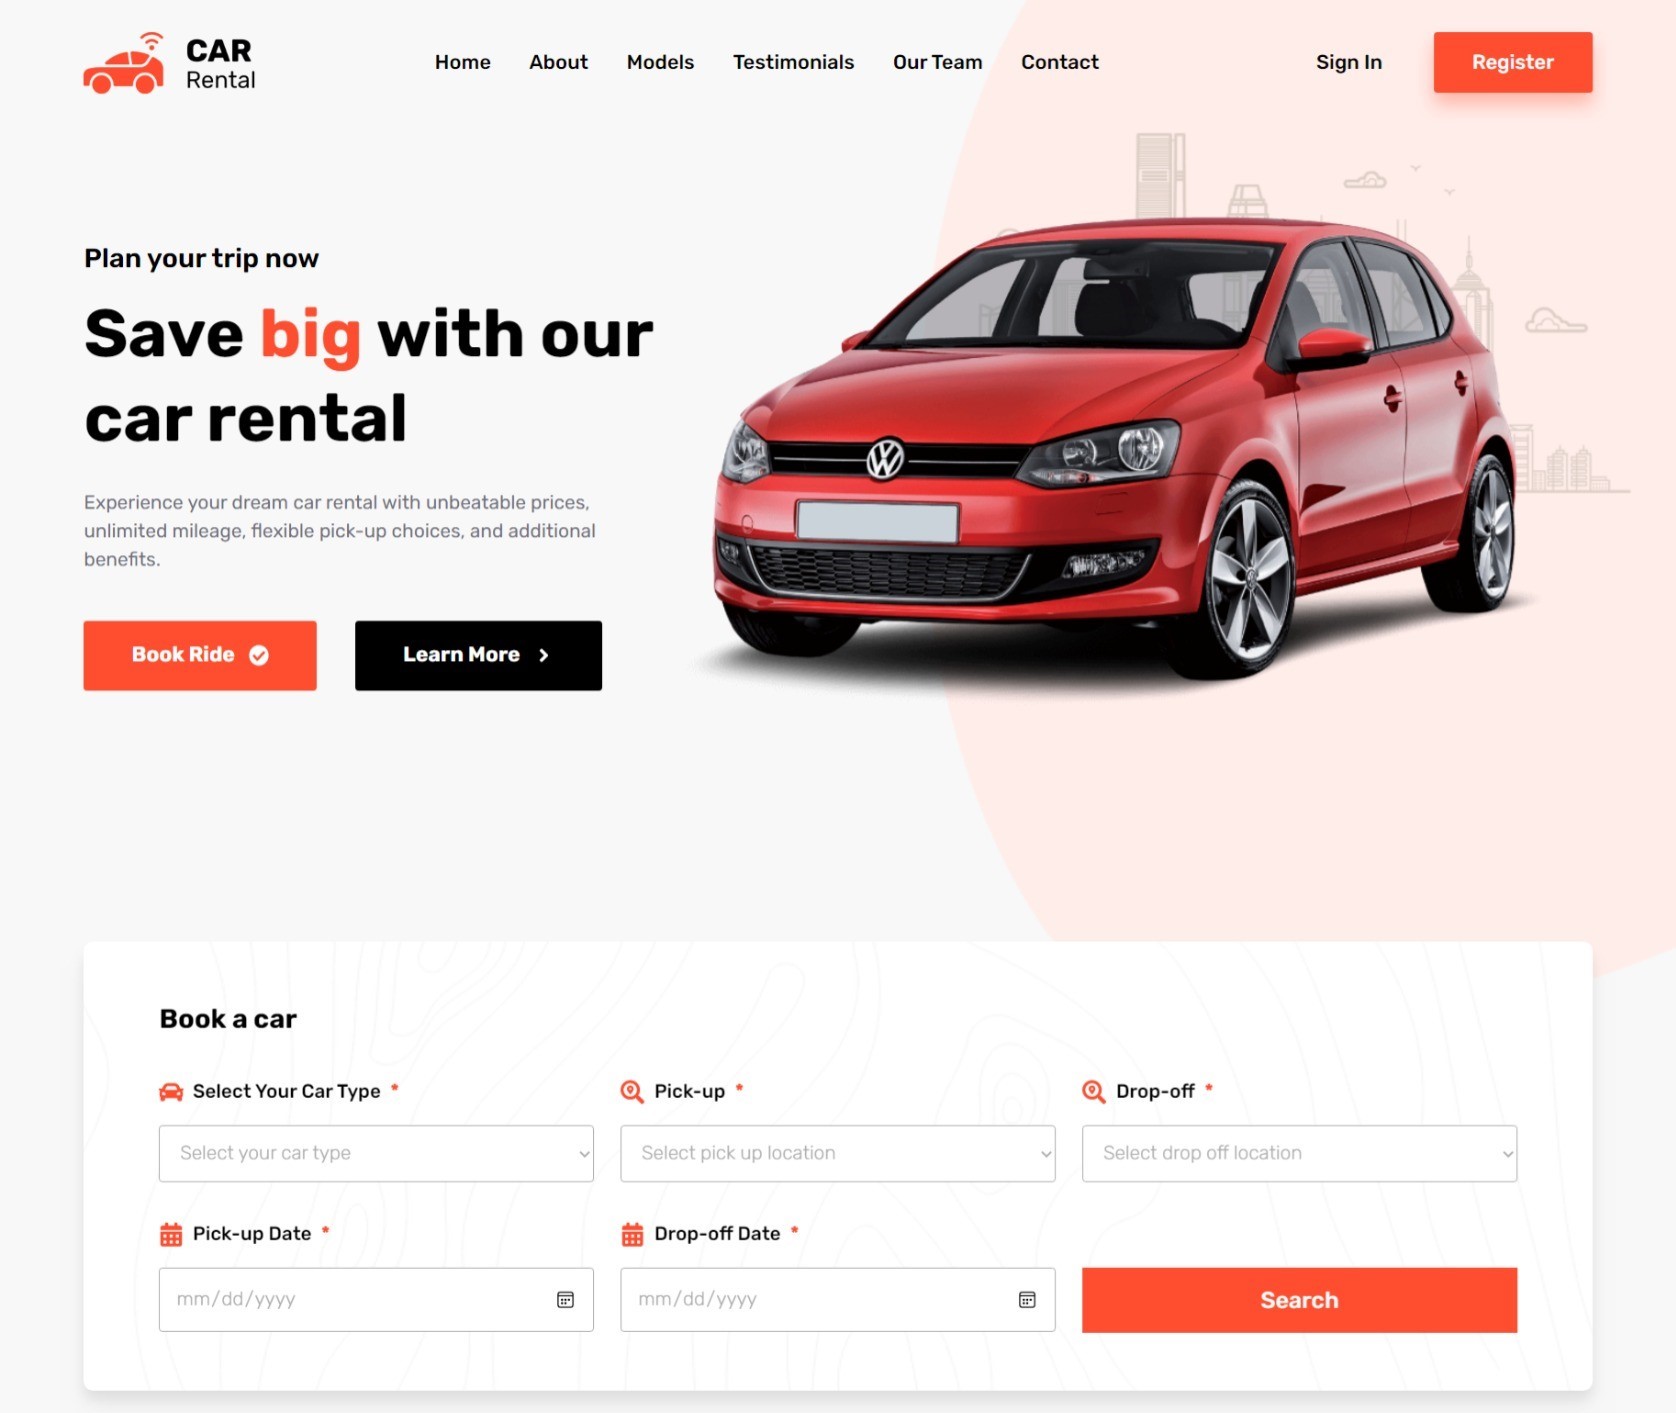 CAR
Rental
Home About Models Testimonials Our Team Contact Sign In Register
Plan your trip now
Save big with our
car rental
Experience your dream car rental with unbeatable prices,
unlimited mileage, flexible pick-up choices, and additional
benefits.
Book Ride Learn More
Book a car
Select Your Car Type * Pick-up * Drop-off *
Select your car type Select pick up location Select drop off location
Pick-up Date * Drop-off Date *
mm/dd/yyyy mm/dd/yyyy Search